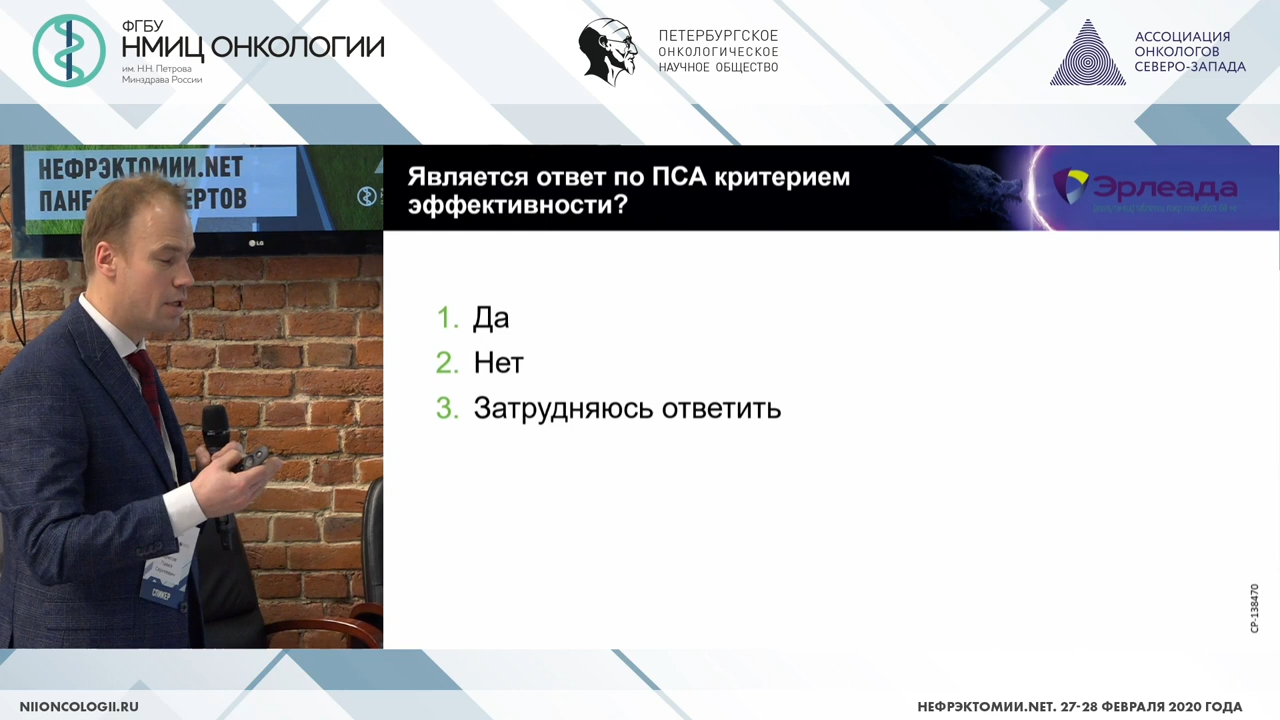 ФГБУ
НМИЦ ОНКОЛОГИИ
им. Н.Н. Петрова
Минздрава России
ПЕТЕРБУРГСКОЕ
ОНКОЛОГИЧЕСКОЕ
НАУЧНОЕ ОБЩЕСТВО
АССОЦИАЦИЯ
ОНКОЛОГОВ
СЕВЕРО-ЗАПАДА
НЕФРЭКТОМИИ.NET
LG
Является ответ по ПСА критерием
эффективности?
Эрлеада
1. Да
2. Нет
3. Затрудняюсь ответить
СПИКЕР
CP-138470
NIIONCOLOGII.RU
НЕФРЭКТОМИИ.NET. 27-28 ФЕВРАЛЯ 2020 ГОДА